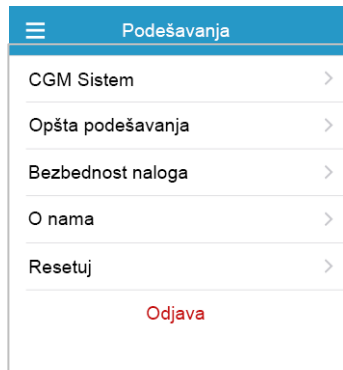 Podešavanja
CGM Sistem
Opšta podešavanja
Bezbednost naloga
O nama
Resetuj
Odjava